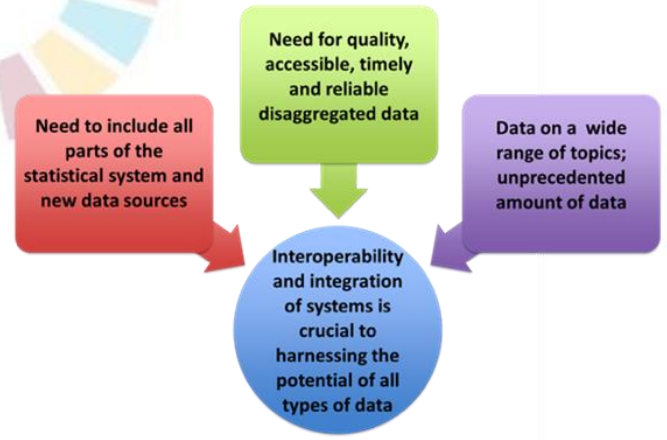 Need for quality,
accessible, timely
and reliable
disaggregated data
Need to include all
parts of the
statistical system and
new data sources
Data on a wide
range of topics;
unprecedented
amount of data
Interoperability
and integration
of systems is
crucial to
harnessing the
potential of all
types of data